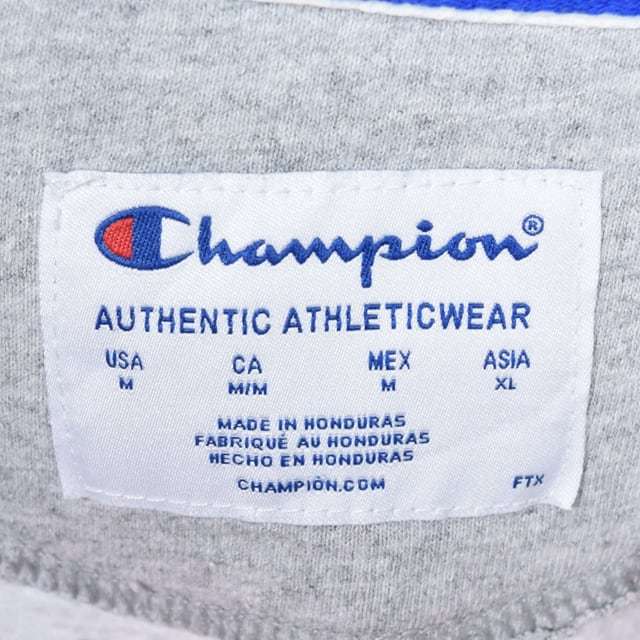 Champion®
AUTHENTIC ATHLETICWEAR
USA CA MEX ASIA
M M/M M XL
MADE IN HONDURAS
FABRIQUÉ AU HONDURAS
HECHO EN HONDURAS
CHAMPION.COM FTX